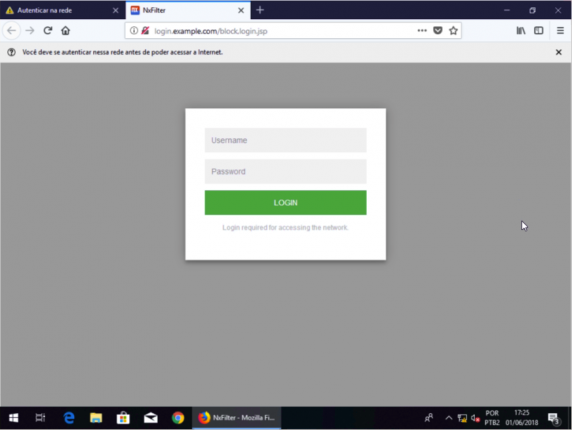 Autenticar na rede
NxFilter
login.example.com/block,login.jsp
Você deve se autenticar nessa rede antes de poder acessar a Internet.
Username
Password
LOGIN
Login required for accessing the network.
NxFilter - Mozilla Fi...
POR
PTB2
17:25
01/06/2018
3